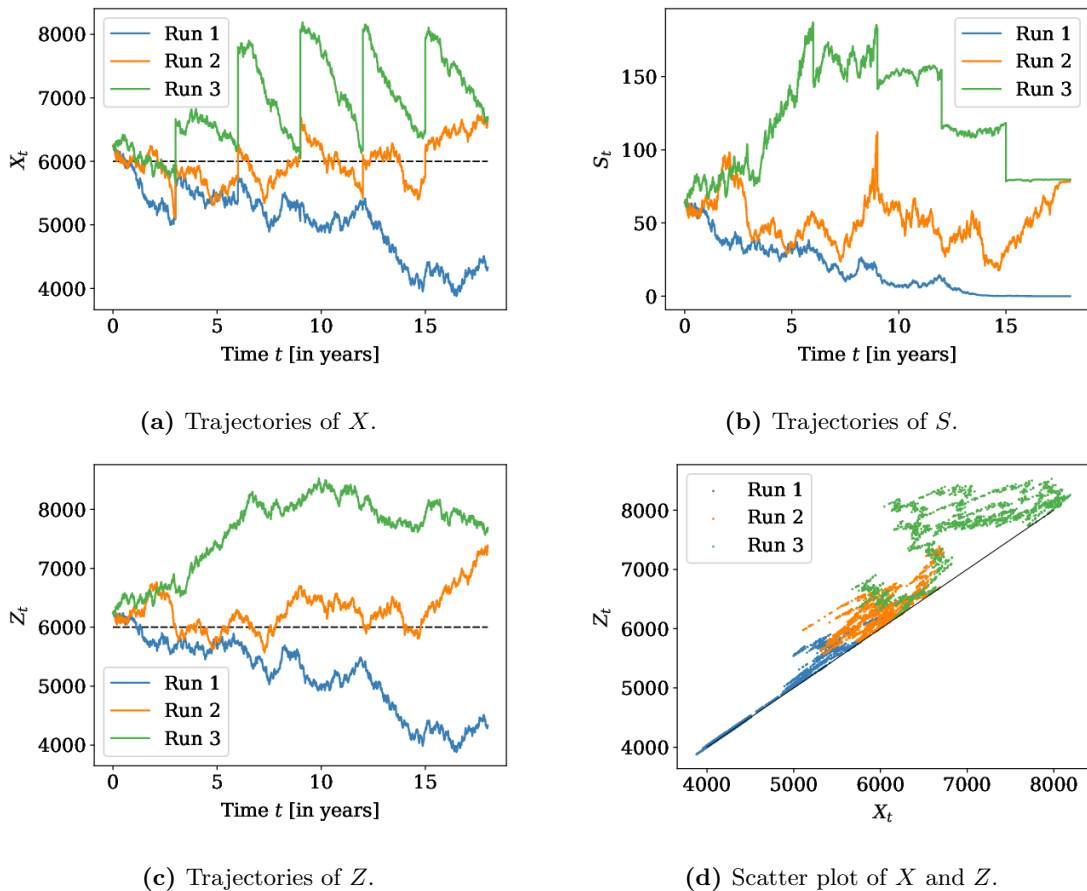 Run 1
Run 2
Run 3
8000
7000
6000
5000
4000
X_t
0
5
10
15
Time t [in years]
(a) Trajectories of X.
Run 1
Run 2
Run 3
150
100
50
0
S_t
0
5
10
15
Time t [in years]
(b) Trajectories of S.
8000
7000
6000
5000
4000
Z_t
Run 1
Run 2
Run 3
0
5
10
15
Time t [in years]
(c) Trajectories of Z.
Run 1
Run 2
Run 3
8000
7000
6000
5000
4000
Z_t
4000
5000
6000
7000
8000
X_t
(d) Scatter plot of X and Z.